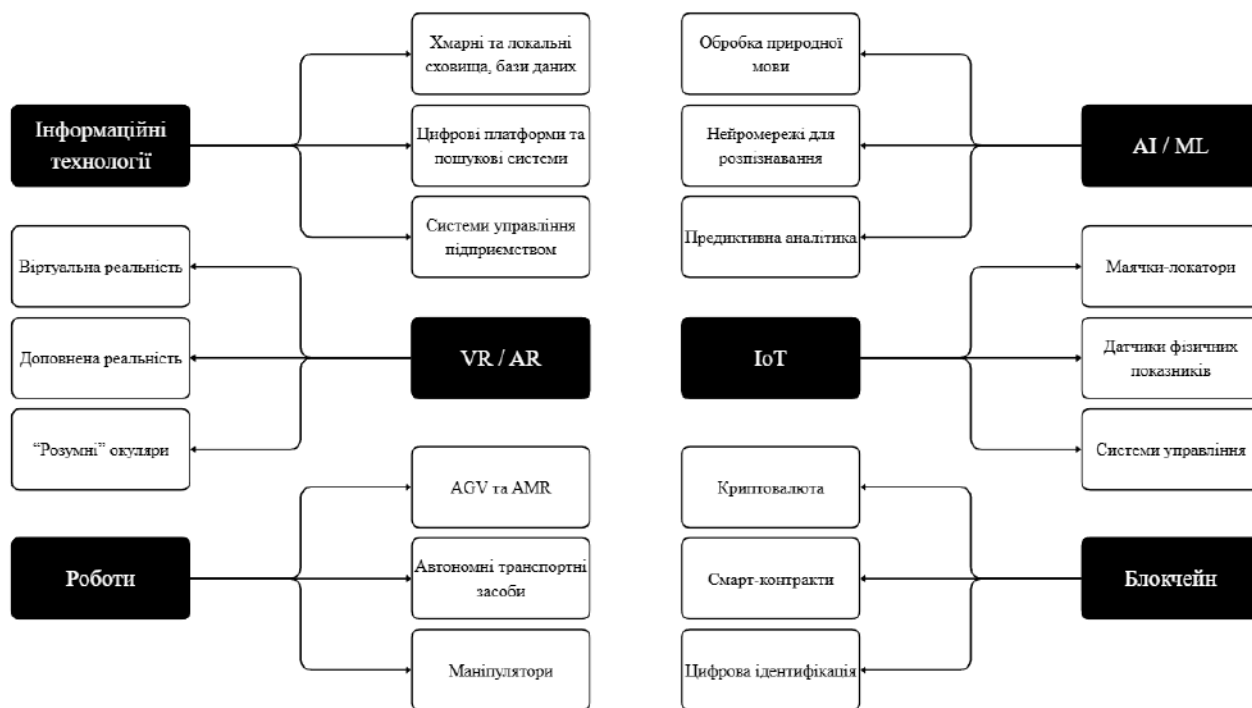 Інформаційні
технології
Хмарні та локальні
сховища, бази даних
Цифрові платформи та
пошукові системи
Системи управління
підприємством
Обробка природної
мови
Нейромережі для
розпізнавання
Предиктивна аналітика
AI / ML
Віртуальна реальність
Доповнена реальність
“Розумні” окуляри
VR / AR
IoT
Маячки-локатори
Датчики фізичних
показників
Системи управління
Роботи
AGV та AMR
Автономні транспортні
засоби
Маніпулятори
Криптовалюта
Смарт-контракти
Цифрова ідентифікація
Блокчейн